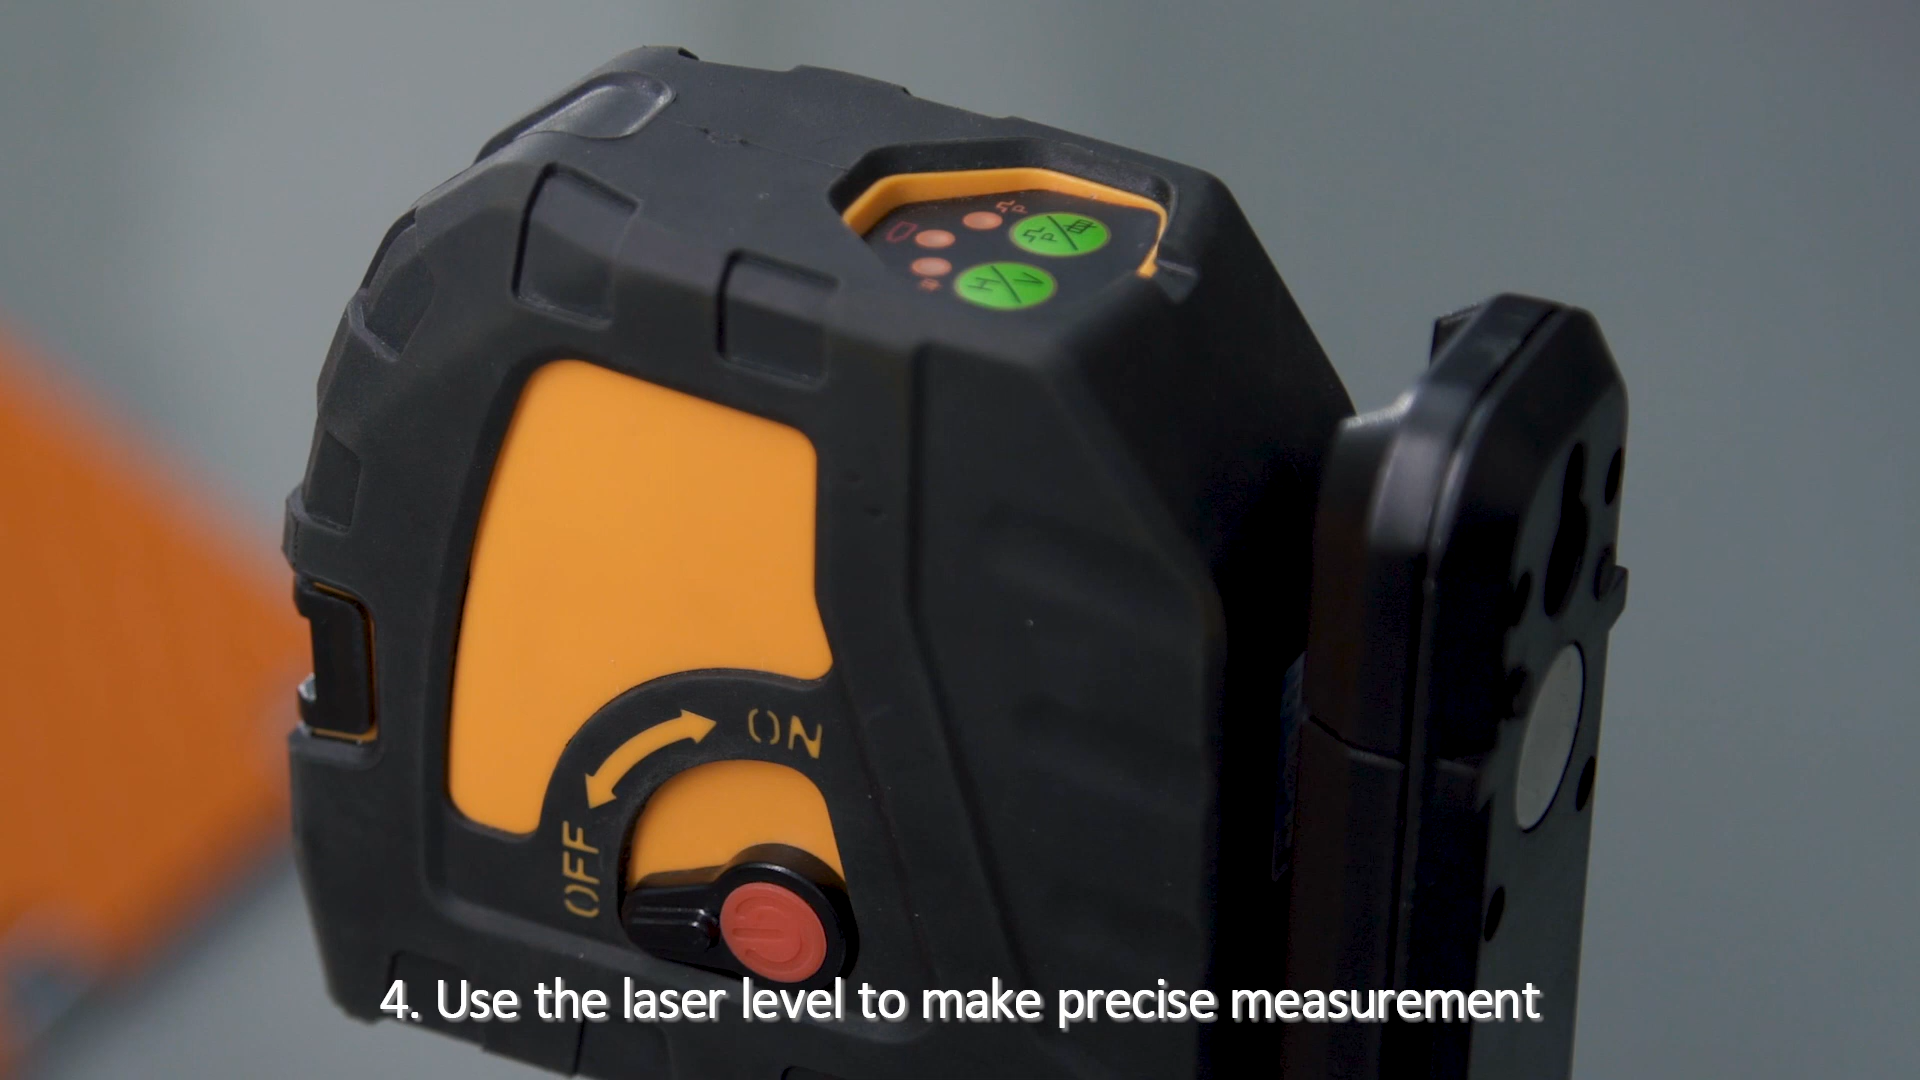 H/V
ON
OFF
4. Use the laser level to make precise measurement